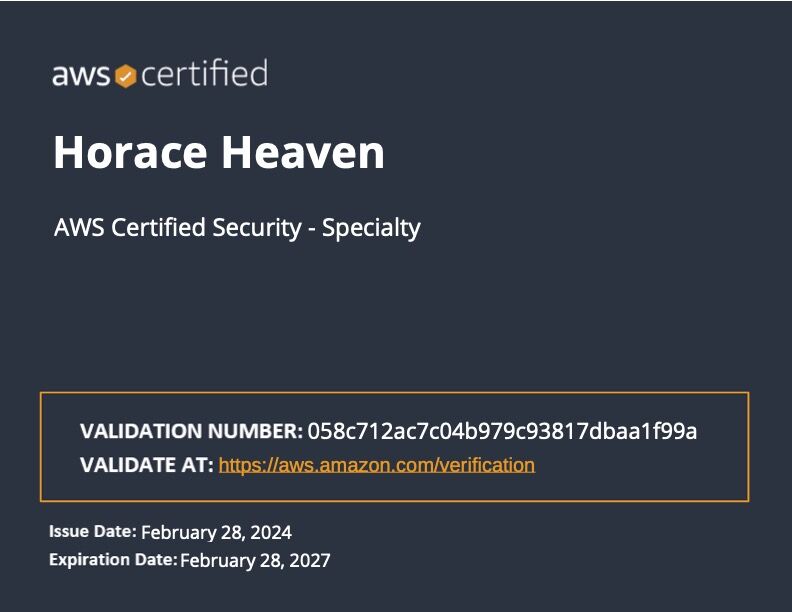 aws certified
Horace Heaven
AWS Certified Security - Specialty
VALIDATION NUMBER: 058c712ac7c04b979c93817dbaa1f99a
VALIDATE AT: https://aws.amazon.com/verification
Issue Date: February 28, 2024
Expiration Date: February 28, 2027